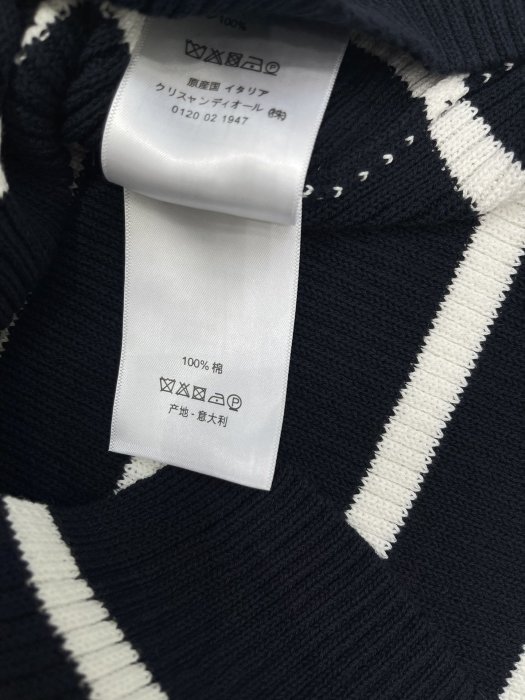 100%
原産国 イタリア
クリスチャンディオール ㈱
0120 02 1947
100% 棉
P
产地 - 意大利